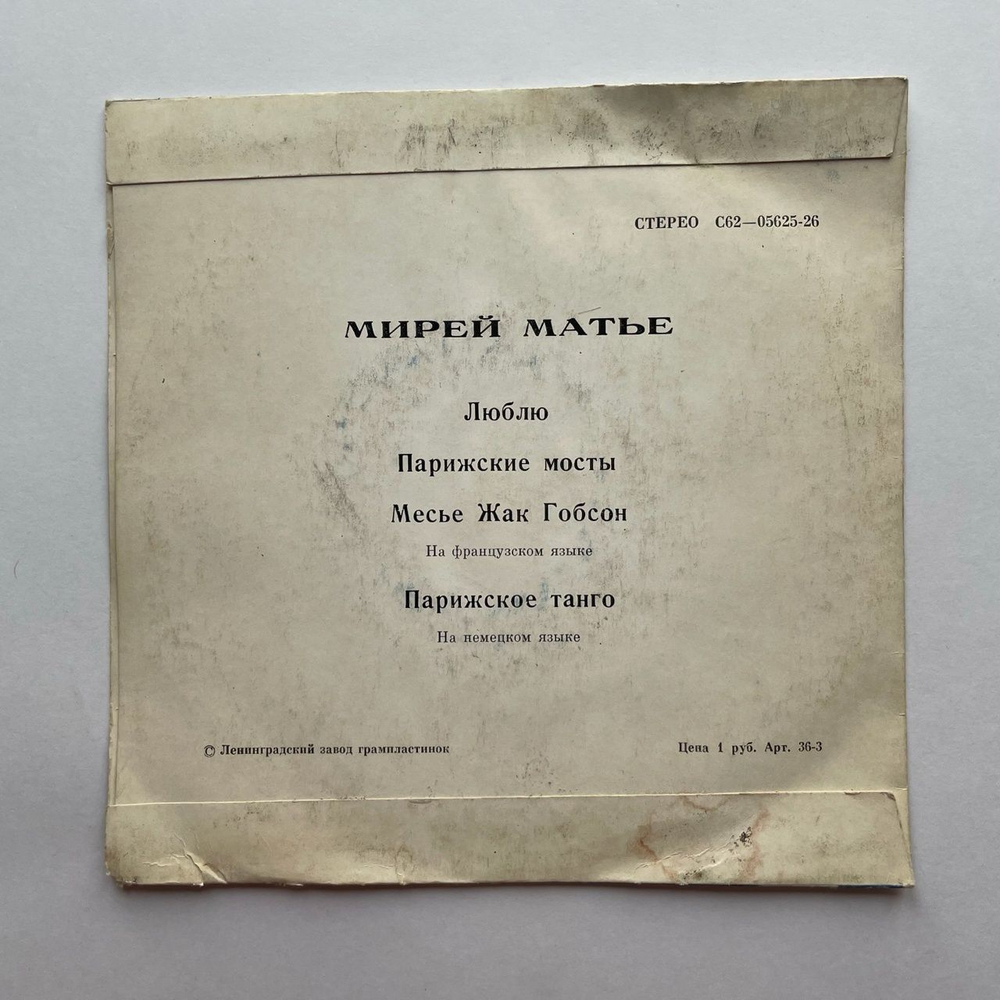 СТЕРЕО С62—05625-26
МИРЕЙ МАТЬЕ
Люблю
Парижские мосты
Месье Жак Гобсон
На французском языке
Парижское танго
На немецком языке
© Ленинградский завод грампластинок
Цена 1 руб. Арт. 36-3